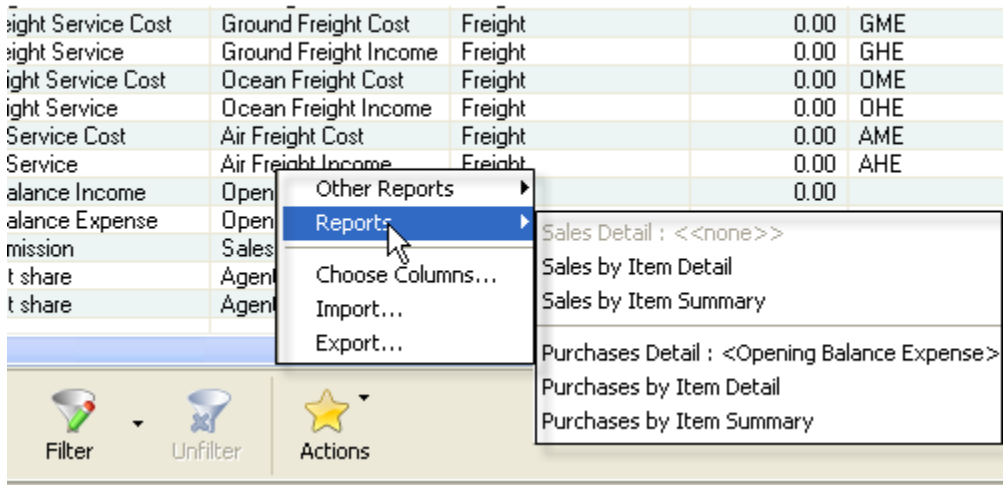 eight Service Cost Ground Freight Cost Freight 0.00 GME
eight Service Ground Freight Income Freight 0.00 GHE
ight Service Cost Ocean Freight Cost Freight 0.00 OME
ight Service Ocean Freight Income Freight 0.00 OHE
Service Cost Air Freight Cost Freight 0.00 AME
Service Air Freight Income Freight 0.00 AHE
alance Income Open 0.00
alance Expense Open
mission Sales
t share Agent
t share Agent
Other Reports
Reports
Choose Columns...
Import...
Export...
Sales Detail : <<none>>
Sales by Item Detail
Sales by Item Summary
Purchases Detail : <Opening Balance Expense>
Purchases by Item Detail
Purchases by Item Summary
Filter
Unfilter
Actions